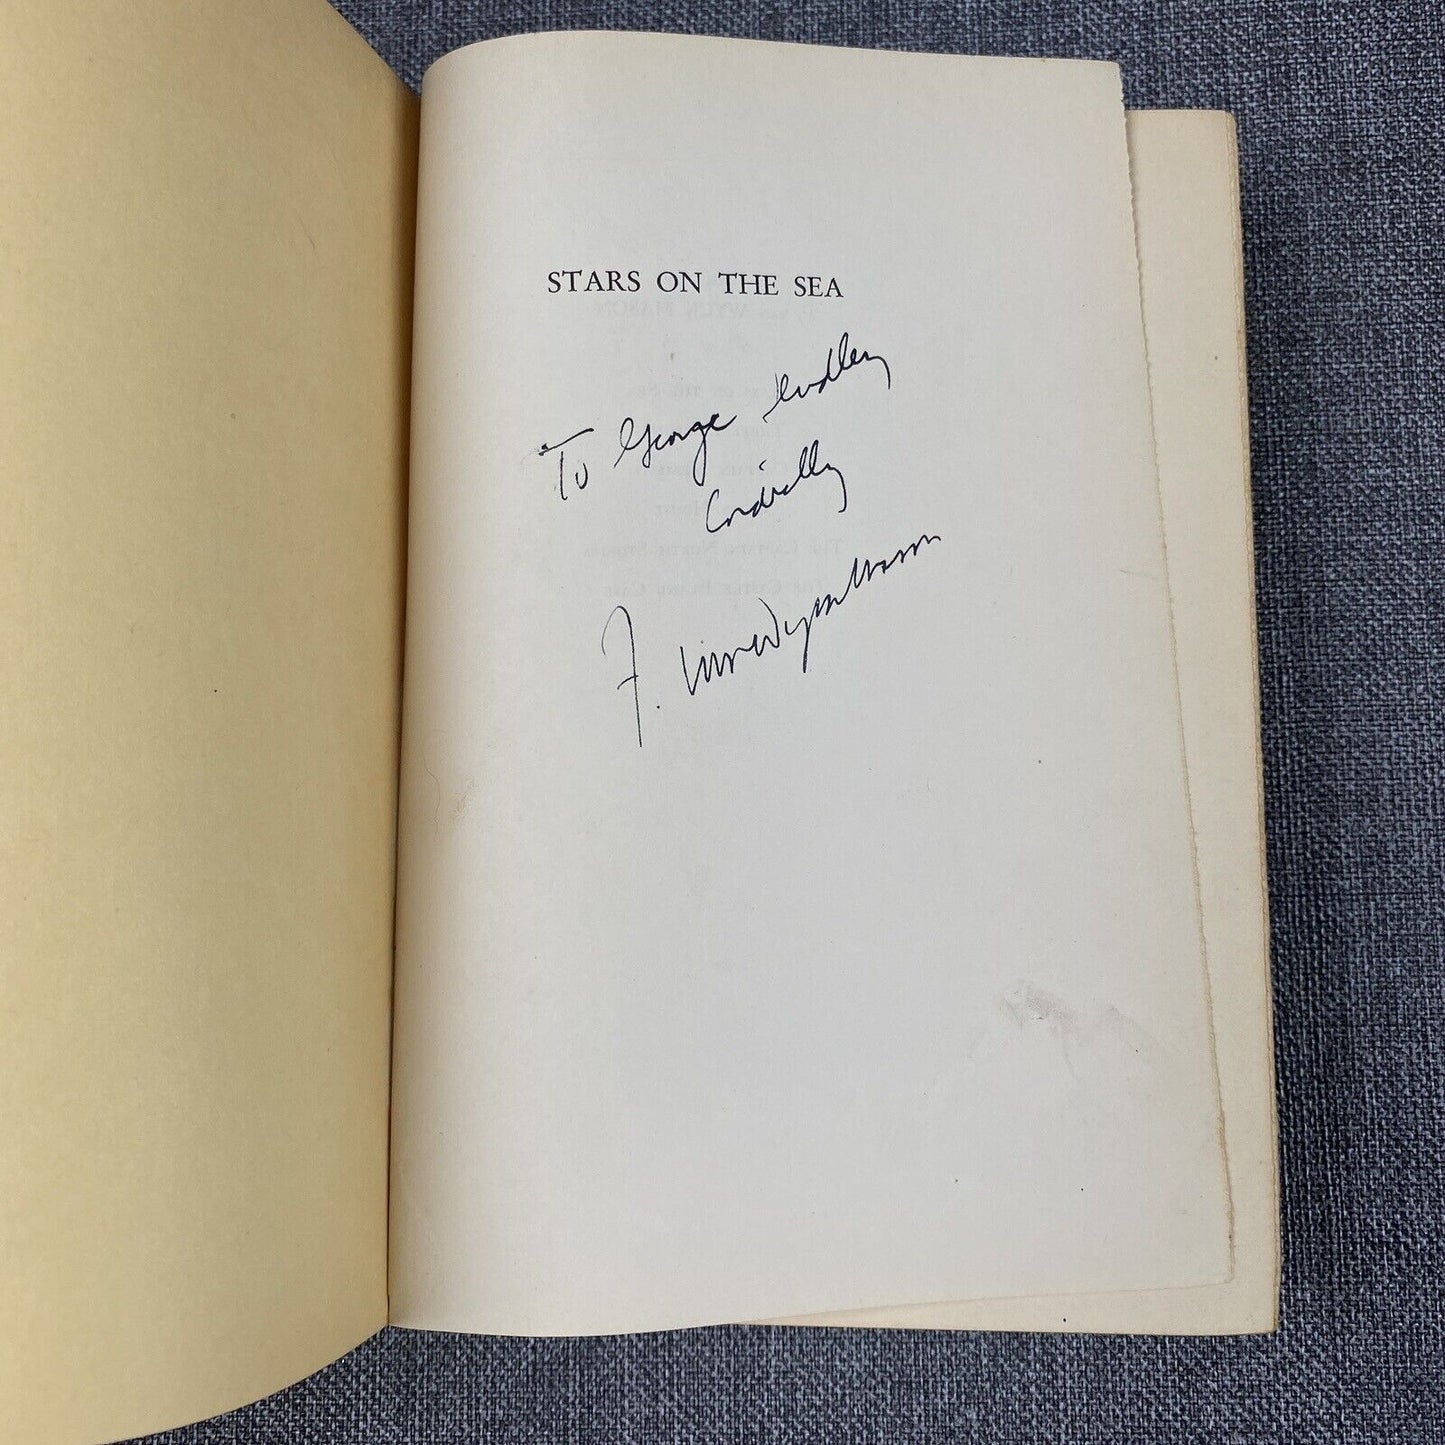 STARS ON THE SEA
To George Dudley
Cordially
F. van Wyck Mason